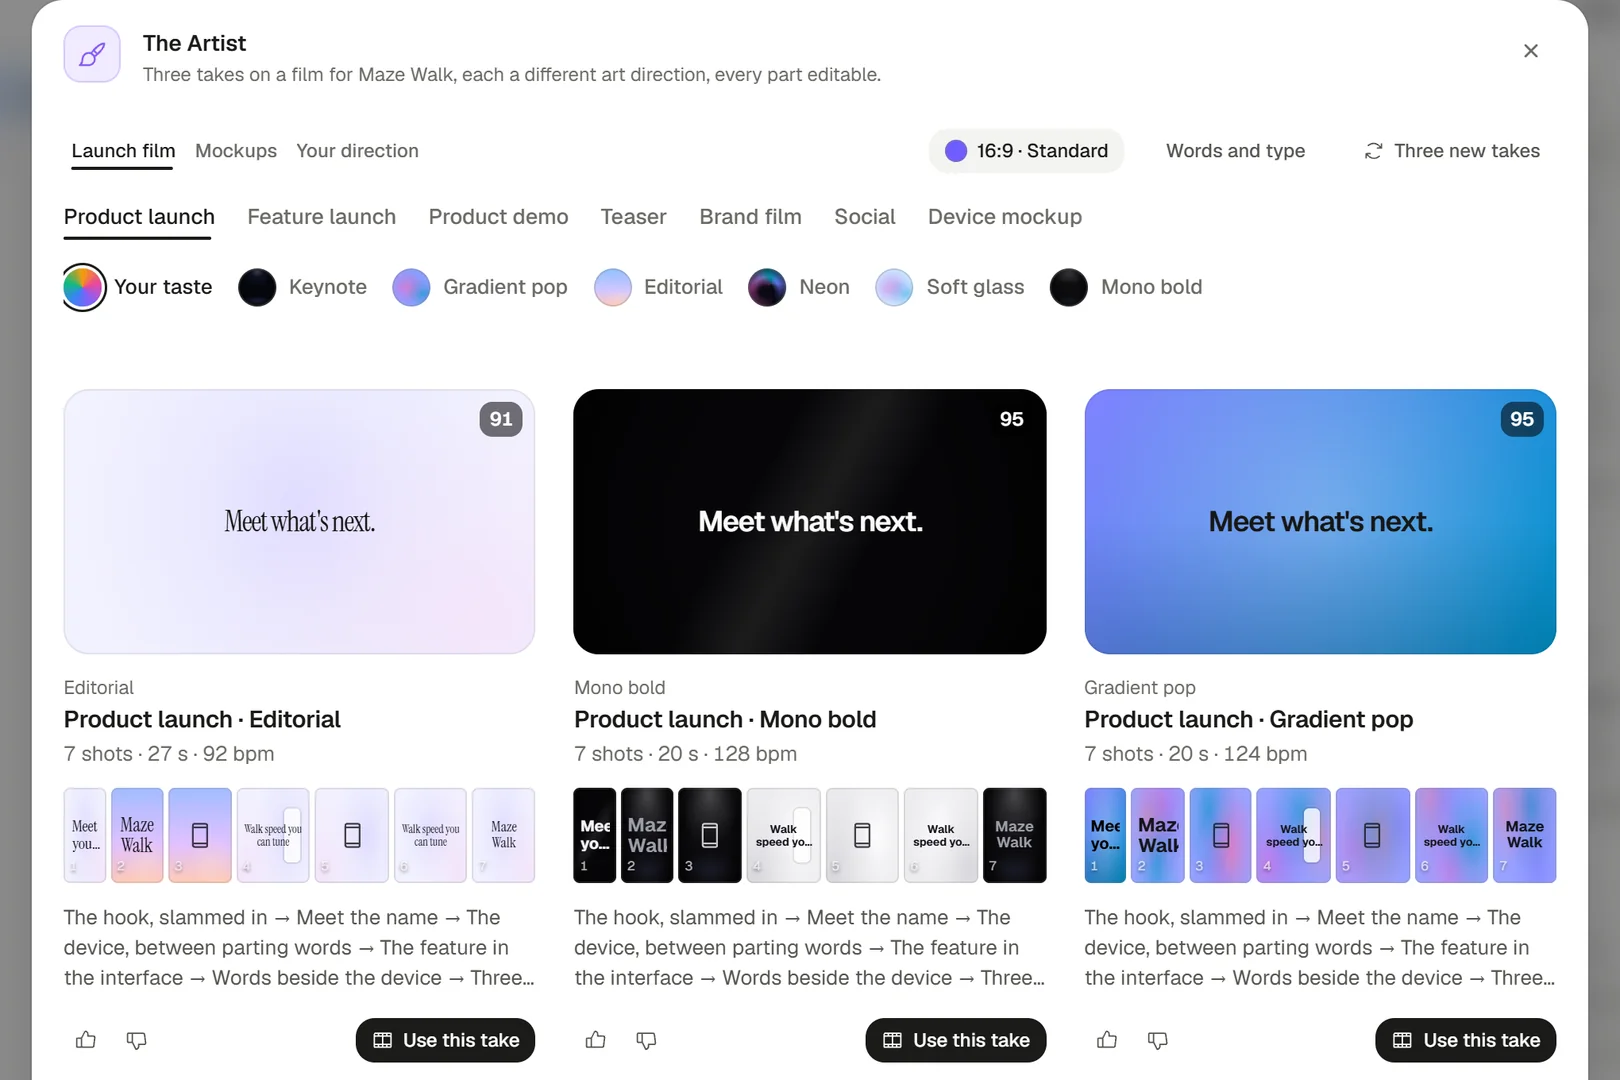 The Artist
Three takes on a film for Maze Walk, each a different art direction, every part editable.
Launch film
Mockups
Your direction
16:9 · Standard
Words and type
Three new takes
Product launch
Feature launch
Product demo
Teaser
Brand film
Social
Device mockup
Your taste
Keynote
Gradient pop
Editorial
Neon
Soft glass
Mono bold
91
Meet what's next.
Editorial
Product launch · Editorial
7 shots · 27 s · 92 bpm
Meet
you...
1
Maze
Walk
2
3
Walk speed you
can tune
4
5
Walk speed you
can tune
6
Maze
Walk
7
The hook, slammed in → Meet the name → The
device, between parting words → The feature in
the interface → Words beside the device → Three...
Use this take
95
Meet what's next.
Mono bold
Product launch · Mono bold
7 shots · 20 s · 128 bpm
Mee
yo...
1
Maz
Wall
2
3
Walk
speed yo...
4
5
Walk
speed yo...
6
Maze
Walk
7
The hook, slammed in → Meet the name → The
device, between parting words → The feature in
the interface → Words beside the device → Three...
Use this take
95
Meet what's next.
Gradient pop
Product launch · Gradient pop
7 shots · 20 s · 124 bpm
Mee
yo...
1
Maz
Walk
2
3
Walk
speed yo...
4
5
Walk
speed yo...
6
Maze
Walk
7
The hook, slammed in → Meet the name → The
device, between parting words → The feature in
the interface → Words beside the device → Three...
Use this take